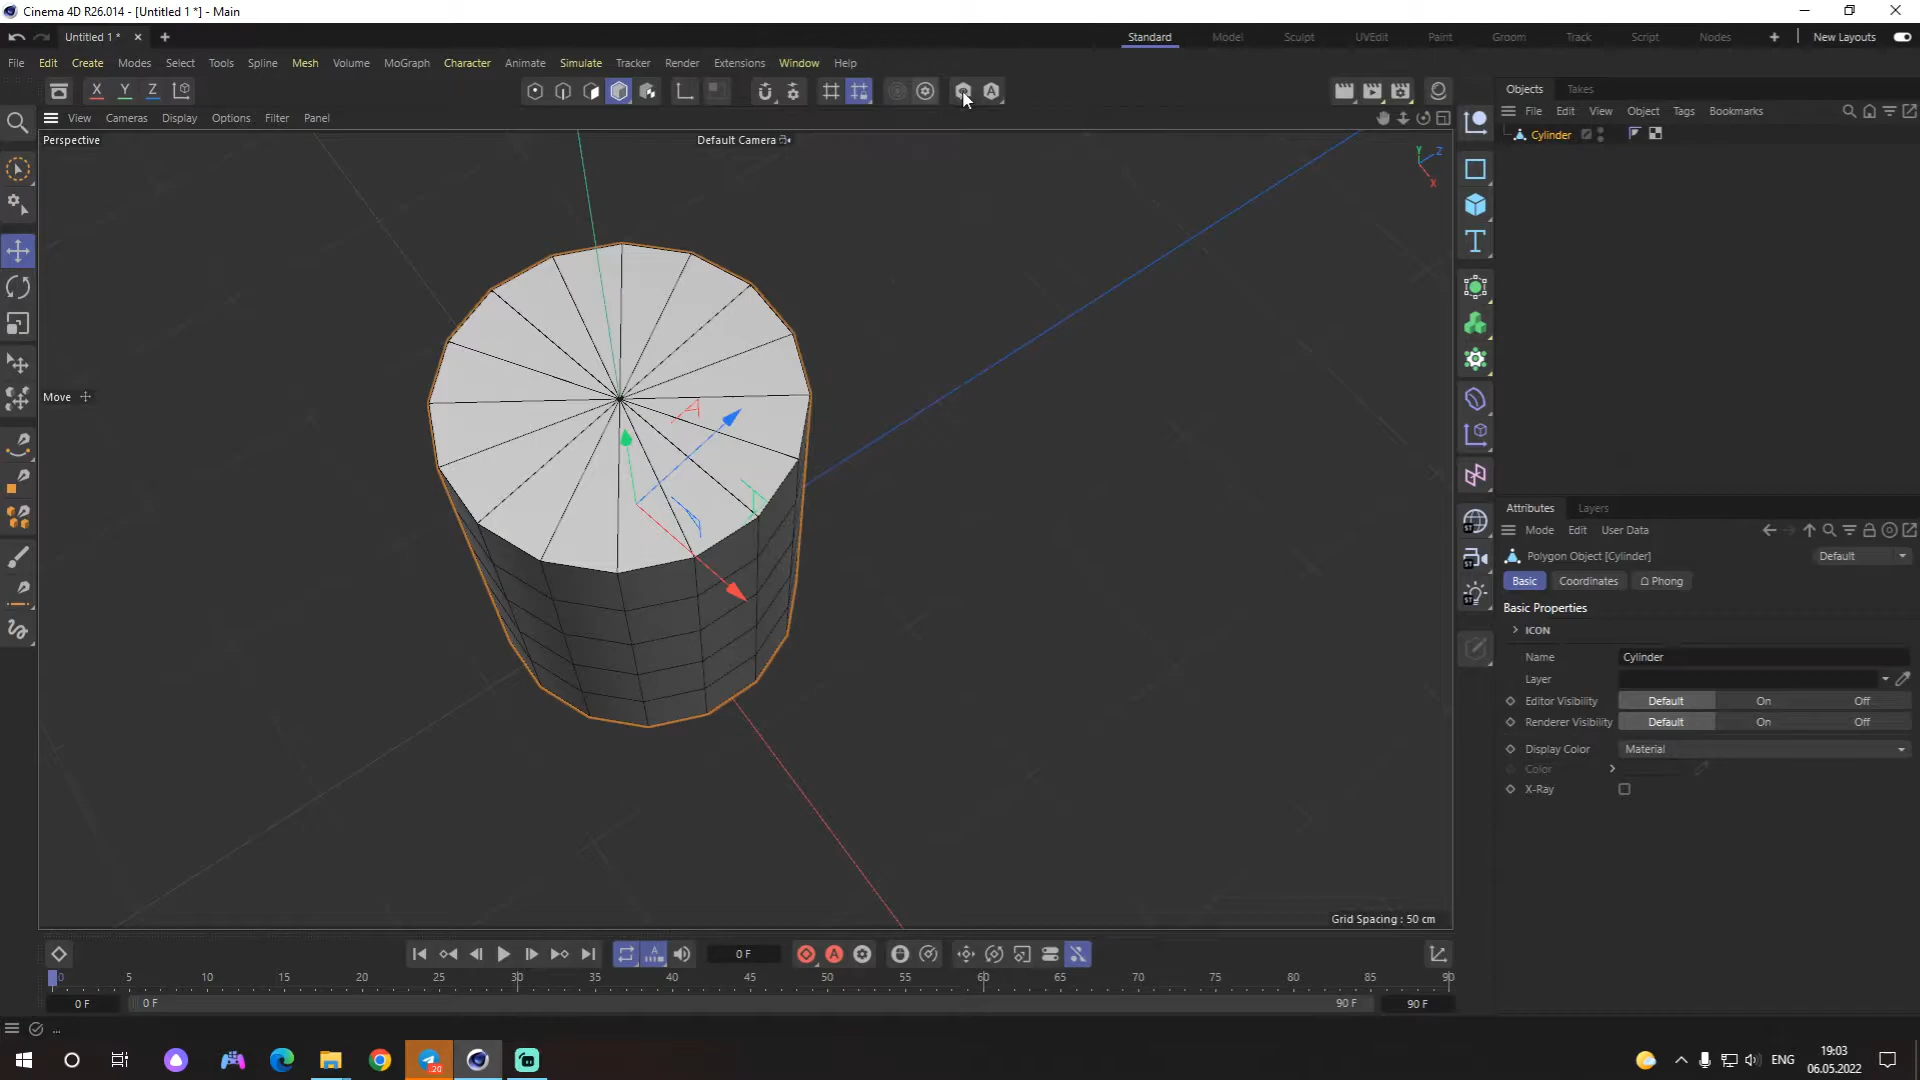 Cinema 4D R26.014 - [Untitled 1 *] - Main
Untitled 1 *
Standard Model Sculpt UVEdit Paint Groom Track Script Nodes New Layouts
File Edit Create Modes Select Tools Spline Mesh Volume MoGraph Character Animate Simulate Tracker Render Extensions Window Help
X Y Z
View Cameras Display Options Filter Panel
Perspective
Default Camera
Y Z X
Move
Grid Spacing : 50 cm
Objects Takes
File Edit View Object Tags Bookmarks
Cylinder
Attributes Layers
Mode Edit User Data
Polygon Object [Cylinder] Default
Basic Coordinates Phong
Basic Properties
ICON
Name Cylinder
Layer
Editor Visibility Default On Off
Renderer Visibility Default On Off
Display Color Material
Color
X-Ray
0 F
0 5 10 15 20 25 30 35 40 45 50 55 60 65 70 75 80 85 90
0 F 0 F 90 F 90 F
...
20
ENG
19:03
06.05.2022